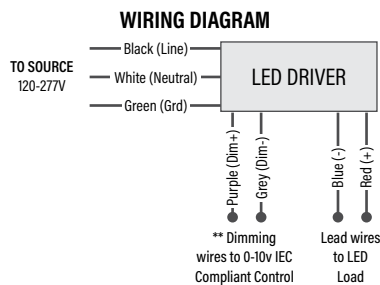 WIRING DIAGRAM
Black (Line)
TO SOURCE
120-277V
White (Neutral)
Green (Grd)
LED DRIVER
Purple (Dim+)
Grey (Dim-)
Blue (-)
Red (+)
** Dimming
wires to 0-10v IEC
Compliant Control
Lead wires
to LED
Load